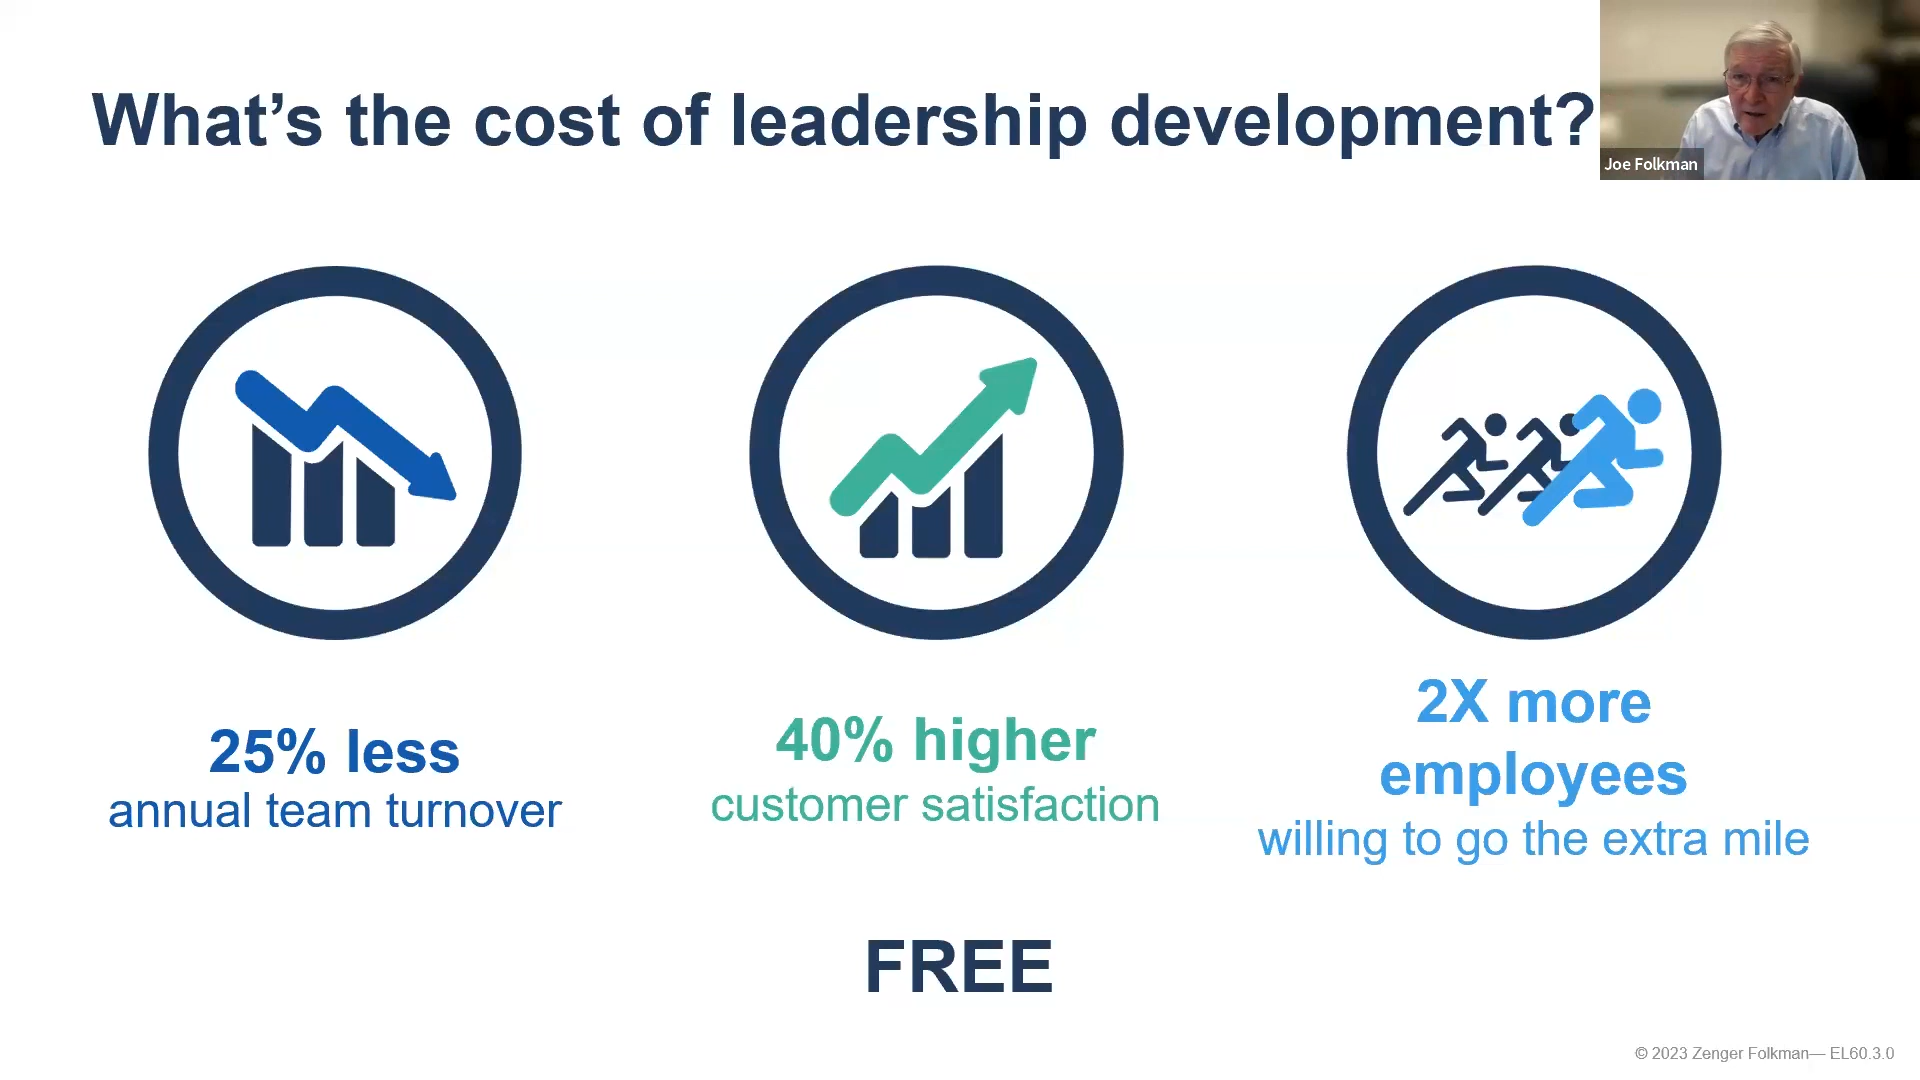 What’s the cost of leadership development?
Joe Folkman
25% less
annual team turnover
40% higher
customer satisfaction
2X more
employees
willing to go the extra mile
FREE
© 2023 Zenger Folkman— EL60.3.0